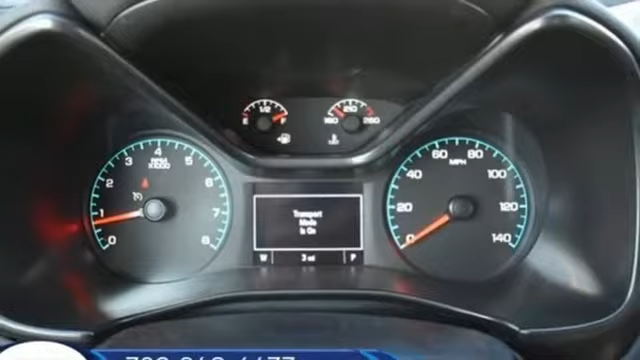 E 1/2 F
160 210 260
0 1 2 3 4 5 6 7 8
RPM
X1000
0 20 40 60 80 100 120 140
MPH
Transport
Mode
Is On
W 3 mi P